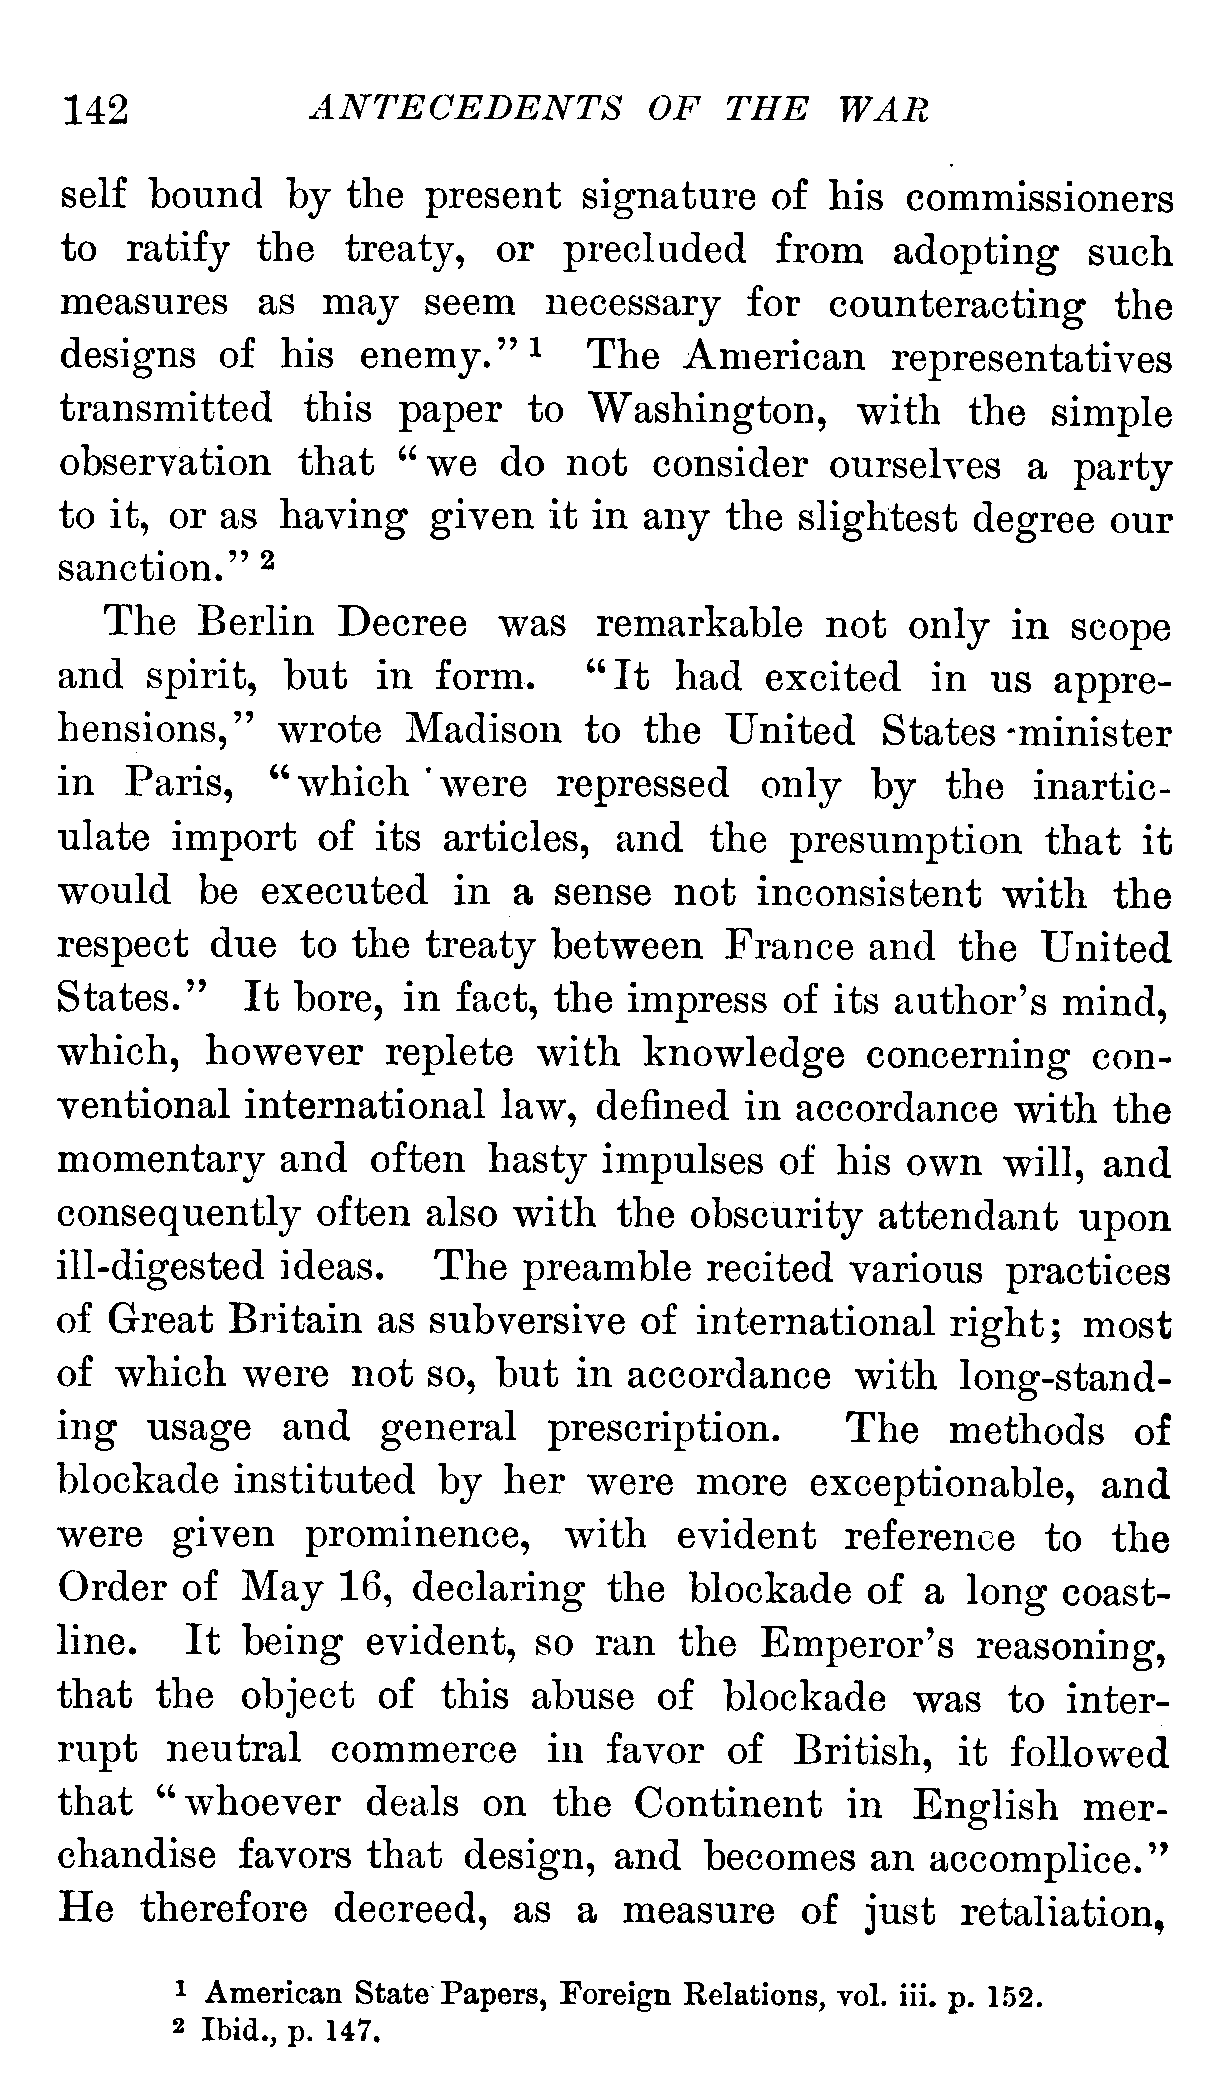 142 ANTECEDENTS OF THE WAR
self bound by the present signature of his commissioners
to ratify the treaty, or precluded from adopting such
measures as may seem necessary for counteracting the
designs of his enemy.” 1 The American representatives
transmitted this paper to Washington, with the simple
observation that “we do not consider ourselves a party
to it, or as having given it in any the slightest degree our
sanction.” 2
The Berlin Decree was remarkable not only in scope
and spirit, but in form. “It had excited in us appre-
hensions,” wrote Madison to the United States minister
in Paris, “which were repressed only by the inartic-
ulate import of its articles, and the presumption that it
would be executed in a sense not inconsistent with the
respect due to the treaty between France and the United
States.” It bore, in fact, the impress of its author’s mind,
which, however replete with knowledge concerning con-
ventional international law, defined in accordance with the
momentary and often hasty impulses of his own will, and
consequently often also with the obscurity attendant upon
ill-digested ideas. The preamble recited various practices
of Great Britain as subversive of international right; most
of which were not so, but in accordance with long-stand-
ing usage and general prescription. The methods of
blockade instituted by her were more exceptionable, and
were given prominence, with evident reference to the
Order of May 16, declaring the blockade of a long coast-
line. It being evident, so ran the Emperor’s reasoning,
that the object of this abuse of blockade was to inter-
rupt neutral commerce in favor of British, it followed
that “whoever deals on the Continent in English mer-
chandise favors that design, and becomes an accomplice.”
He therefore decreed, as a measure of just retaliation,
1 American State Papers, Foreign Relations, vol. iii. p. 152.
2 Ibid., p. 147.